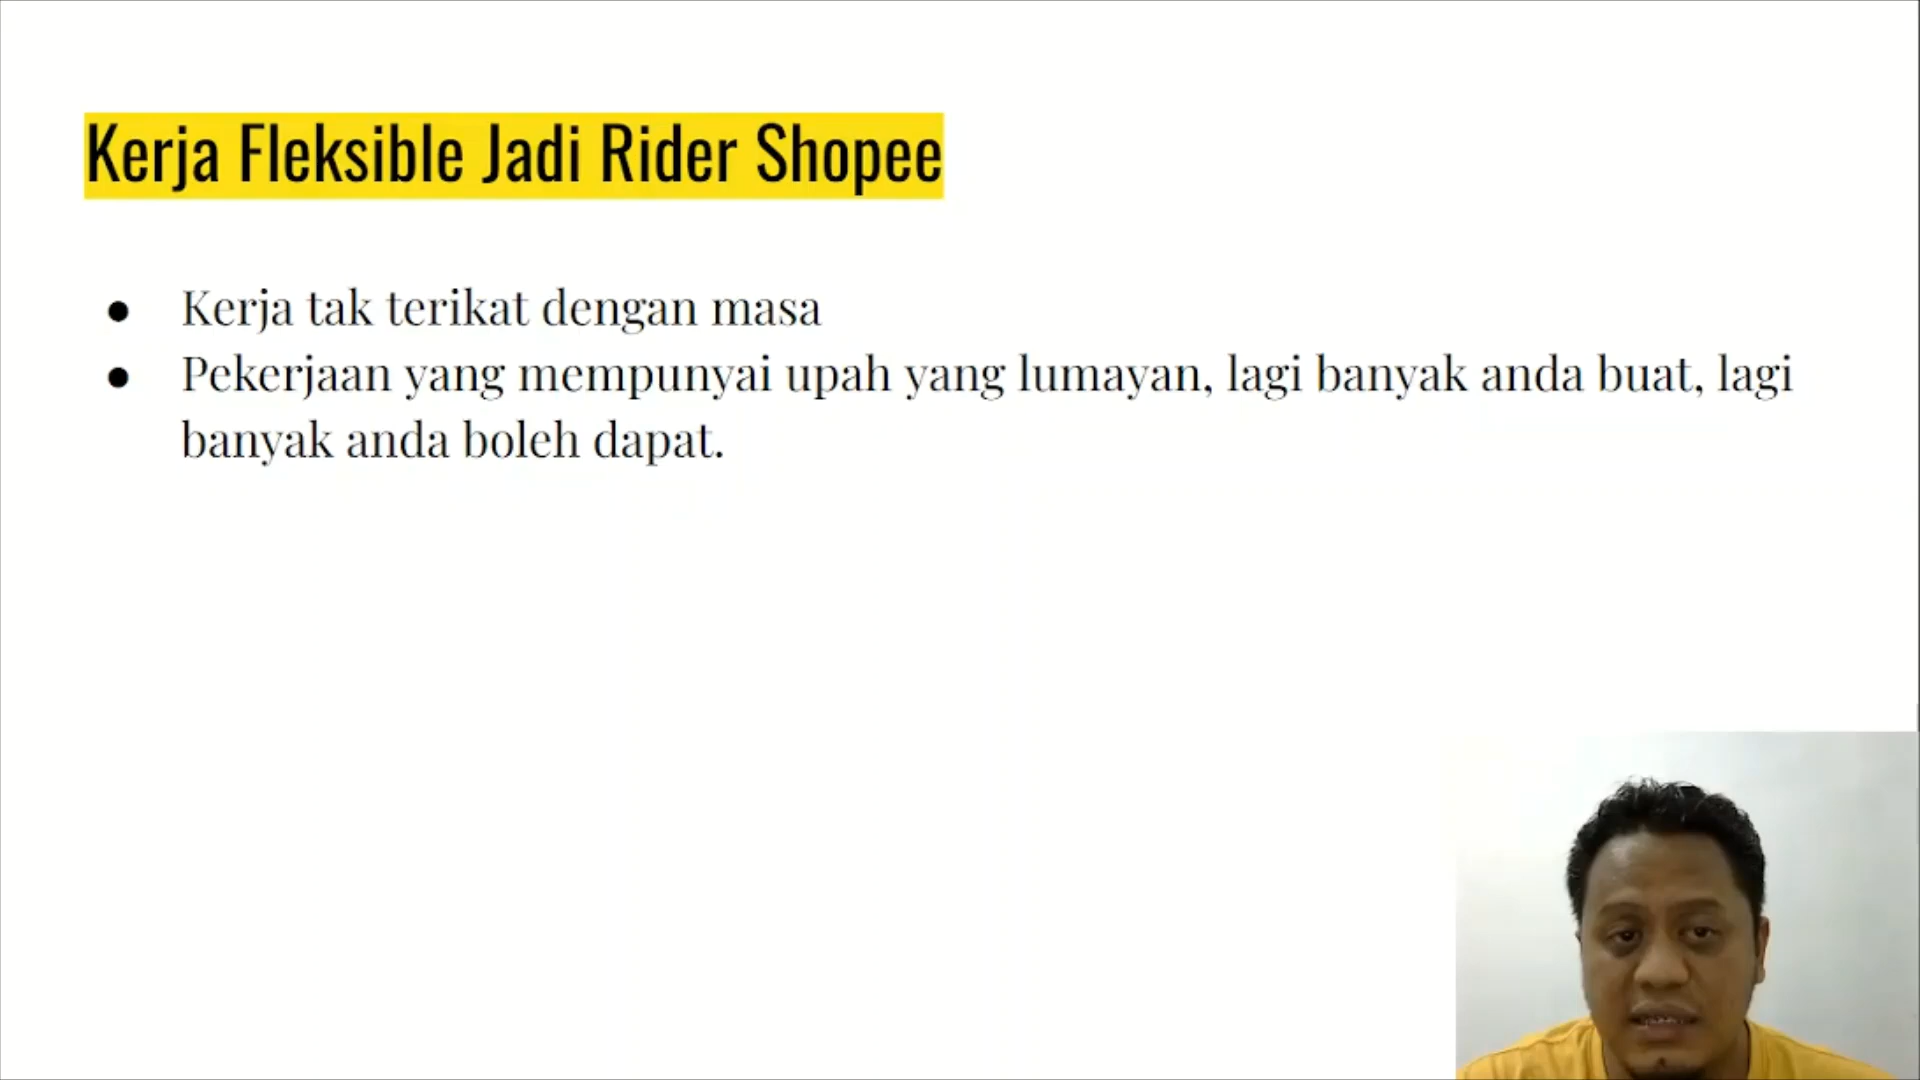 Kerja Fleksible Jadi Rider Shopee
● Kerja tak terikat dengan masa
● Pekerjaan yang mempunyai upah yang lumayan, lagi banyak anda buat, lagi
banyak anda boleh dapat.